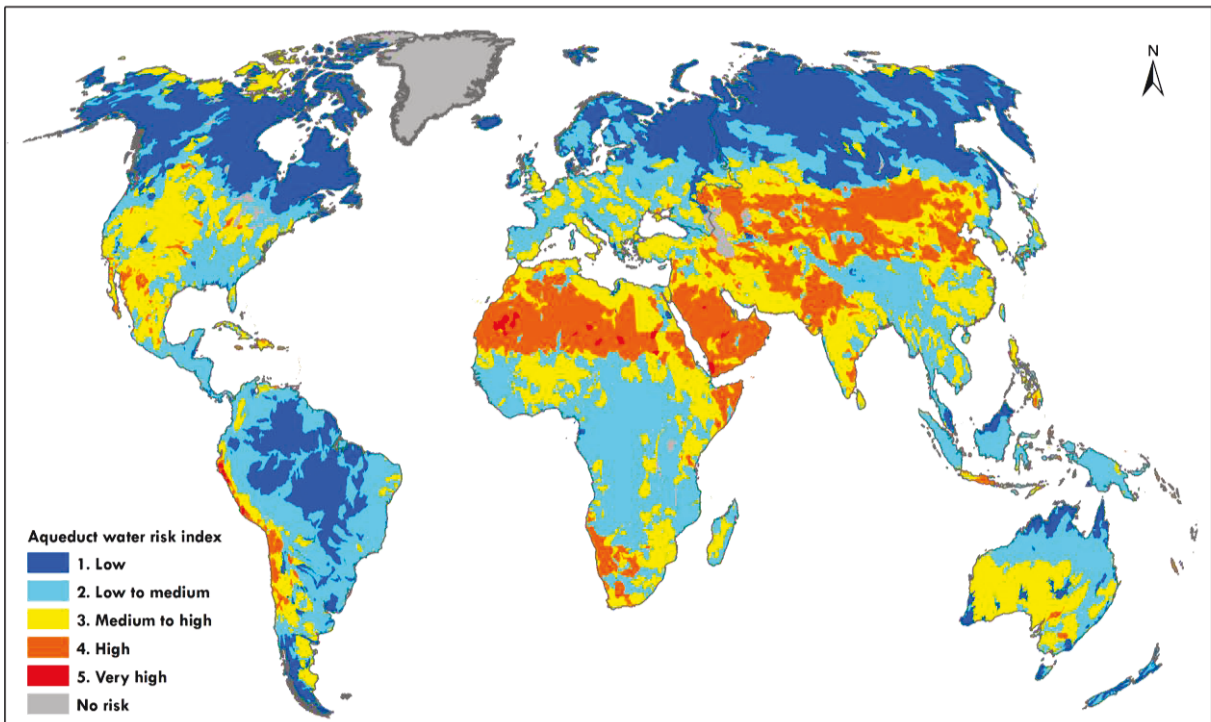 N
Aqueduct water risk index
1. Low
2. Low to medium
3. Medium to high
4. High
5. Very high
No risk